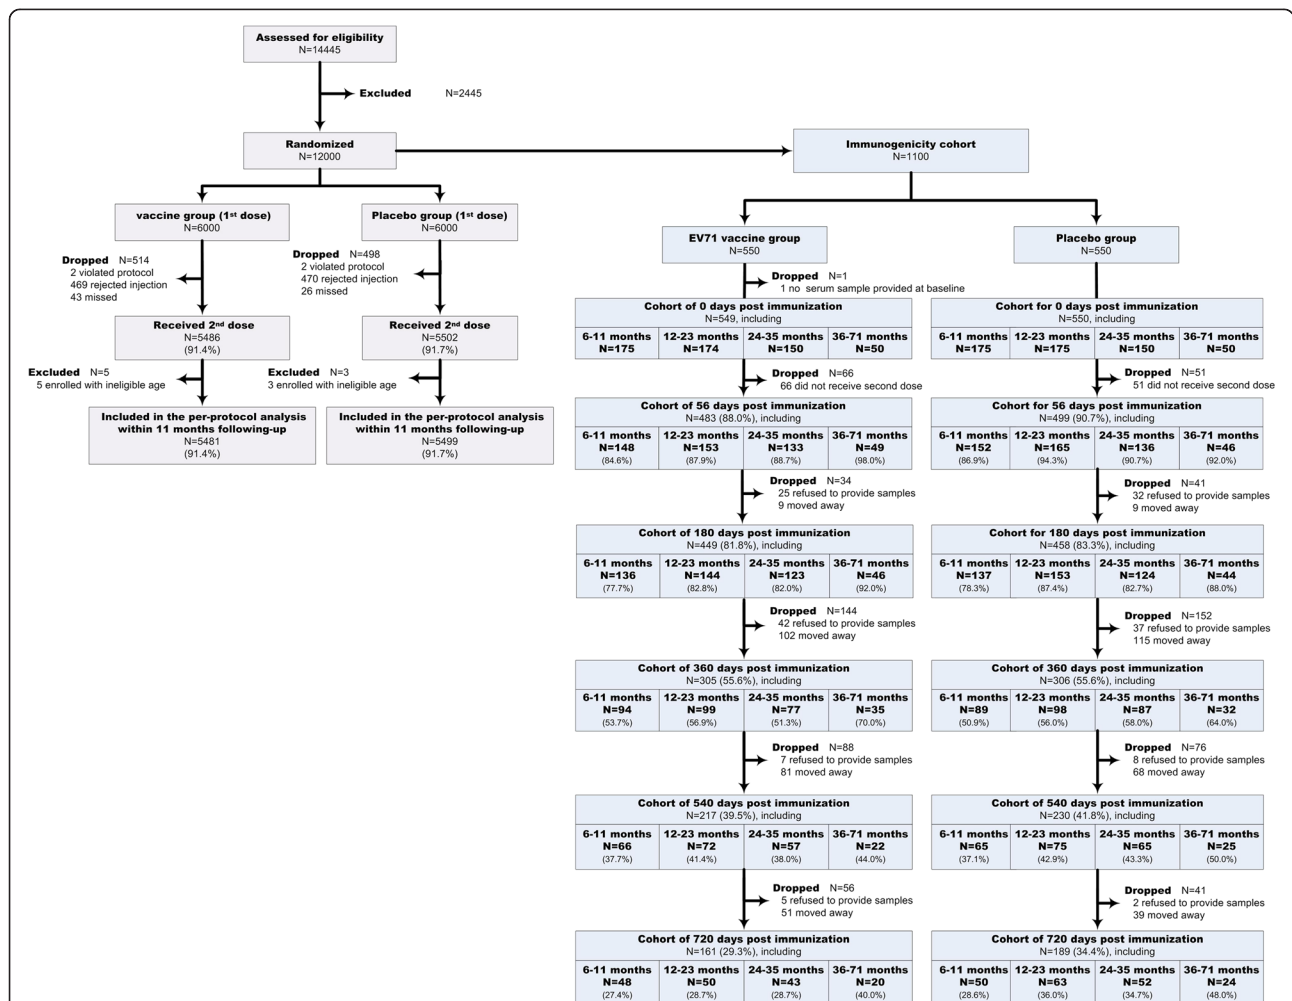 Assessed for eligibility
N=14445
Excluded N=2445
Randomized
N=12000
Immunogenicity cohort
N=1100
vaccine group (1st dose)
N=6000
Placebo group (1st dose)
N=6000
Dropped N=514
2 violated protocol
469 rejected injection
43 missed
Dropped N=498
2 violated protocol
470 rejected injection
26 missed
Received 2nd dose
N=5486
(91.4%)
Received 2nd dose
N=5502
(91.7%)
Excluded N=5
5 enrolled with ineligible age
Excluded N=3
3 enrolled with ineligible age
Included in the per-protocol analysis
within 11 months following-up
N=5481
(91.4%)
Included in the per-protocol analysis
within 11 months following-up
N=5499
(91.7%)
EV71 vaccine group
N=550
Dropped N=1
1 no serum sample provided at baseline
Cohort of 0 days post immunization
N=549, including
6-11 months 12-23 months 24-35 months 36-71 months
N=175 N=174 N=150 N=50
Dropped N=66
66 did not receive second dose
Cohort of 56 days post immunization
N=483 (88.0%), including
6-11 months 12-23 months 24-35 months 36-71 months
N=148 N=153 N=133 N=49
(84.6%) (87.9%) (88.7%) (98.0%)
Dropped N=34
25 refused to provide samples
9 moved away
Cohort of 180 days post immunization
N=449 (81.8%), including
6-11 months 12-23 months 24-35 months 36-71 months
N=136 N=144 N=123 N=46
(77.7%) (82.8%) (82.0%) (92.0%)
Dropped N=144
42 refused to provide samples
102 moved away
Cohort of 360 days post immunization
N=305 (55.6%), including
6-11 months 12-23 months 24-35 months 36-71 months
N=94 N=99 N=77 N=35
(53.7%) (56.9%) (51.3%) (70.0%)
Dropped N=88
7 refused to provide samples
81 moved away
Cohort of 540 days post immunization
N=217 (39.5%), including
6-11 months 12-23 months 24-35 months 36-71 months
N=66 N=72 N=57 N=22
(37.7%) (41.4%) (38.0%) (44.0%)
Dropped N=56
5 refused to provide samples
51 moved away
Cohort of 720 days post immunization
N=161 (29.3%), including
6-11 months 12-23 months 24-35 months 36-71 months
N=48 N=50 N=43 N=20
(27.4%) (28.7%) (28.7%) (40.0%)
Placebo group
N=550
Cohort for 0 days post immunization
N=550, including
6-11 months 12-23 months 24-35 months 36-71 months
N=175 N=175 N=150 N=50
Dropped N=51
51 did not receive second dose
Cohort for 56 days post immunization
N=499 (90.7%), including
6-11 months 12-23 months 24-35 months 36-71 months
N=152 N=165 N=136 N=46
(86.9%) (94.3%) (90.7%) (92.0%)
Dropped N=41
32 refused to provide samples
9 moved away
Cohort for 180 days post immunization
N=458 (83.3%), including
6-11 months 12-23 months 24-35 months 36-71 months
N=137 N=153 N=124 N=44
(78.3%) (87.4%) (82.7%) (88.0%)
Dropped N=152
37 refused to provide samples
115 moved away
Cohort of 360 days post immunization
N=306 (55.6%), including
6-11 months 12-23 months 24-35 months 36-71 months
N=89 N=98 N=87 N=32
(50.9%) (56.0%) (58.0%) (64.0%)
Dropped N=76
8 refused to provide samples
68 moved away
Cohort of 540 days post immunization
N=230 (41.8%), including
6-11 months 12-23 months 24-35 months 36-71 months
N=65 N=75 N=65 N=25
(37.1%) (42.9%) (43.3%) (50.0%)
Dropped N=41
2 refused to provide samples
39 moved away
Cohort of 720 days post immunization
N=189 (34.4%), including
6-11 months 12-23 months 24-35 months 36-71 months
N=50 N=63 N=52 N=24
(28.6%) (36.0%) (34.7%) (48.0%)